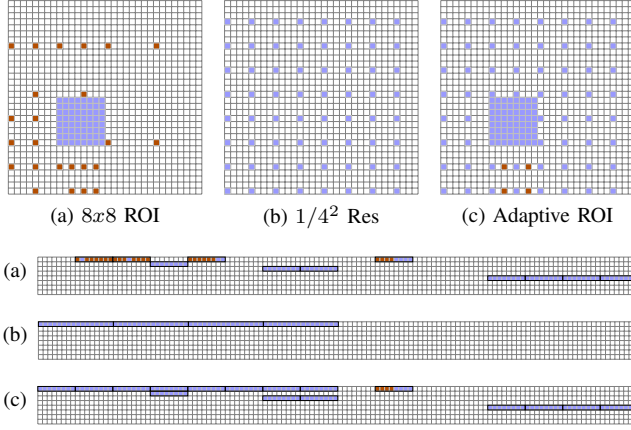 (a) 8x8 ROI
(b) 1/4² Res
(c) Adaptive ROI
(a)
(b)
(c)